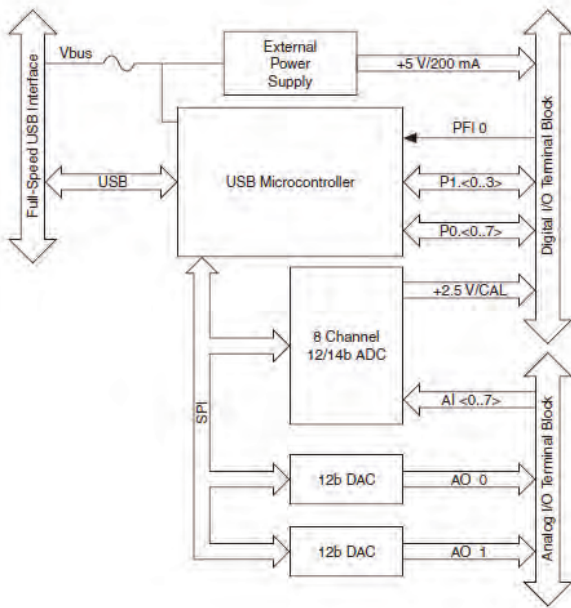 Vbus
External
Power
Supply
+5 V/200 mA
Full-Speed USB Interface
USB
USB Microcontroller
PFI 0
P1.<0..3>
P0.<0..7>
Digital I/O Terminal Block
+2.5 V/CAL
8 Channel
12/14b ADC
AI <0..7>
SPI
12b DAC
AO 0
12b DAC
AO 1
Analog I/O Terminal Block